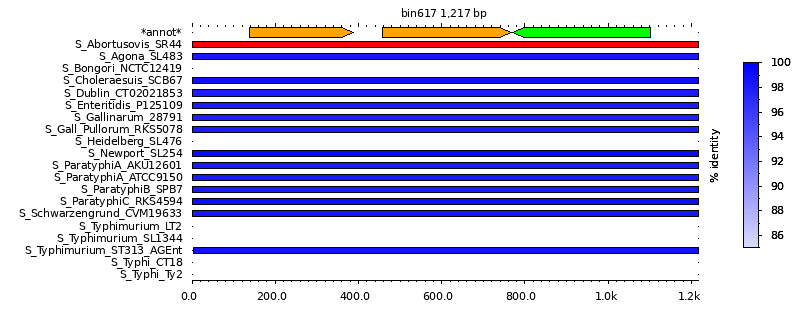 bin617 1,217 bp
*annot*
S_Abortusovis_SR44
S_Agona_SL483
S_Bongori_NCTC12419
S_Choleraesuis_SCB67
S_Dublin_CT02021853
S_Enteritidis_P125109
S_Gallinarum_28791
S_Gall_Pullorum_RKS5078
S_Heidelberg_SL476
S_Newport_SL254
S_ParatyphiA_AKU12601
S_ParatyphiA_ATCC9150
S_ParatyphiB_SPB7
S_ParatyphiC_RKS4594
S_Schwarzengrund_CVM19633
S_Typhimurium_LT2
S_Typhimurium_SL1344
S_Typhimurium_ST313_AGEnt
S_Typhi_CT18
S_Typhi_Ty2
0.0 200.0 400.0 600.0 800.0 1.0k 1.2k
% identity
100
98
96
94
92
90
88
86